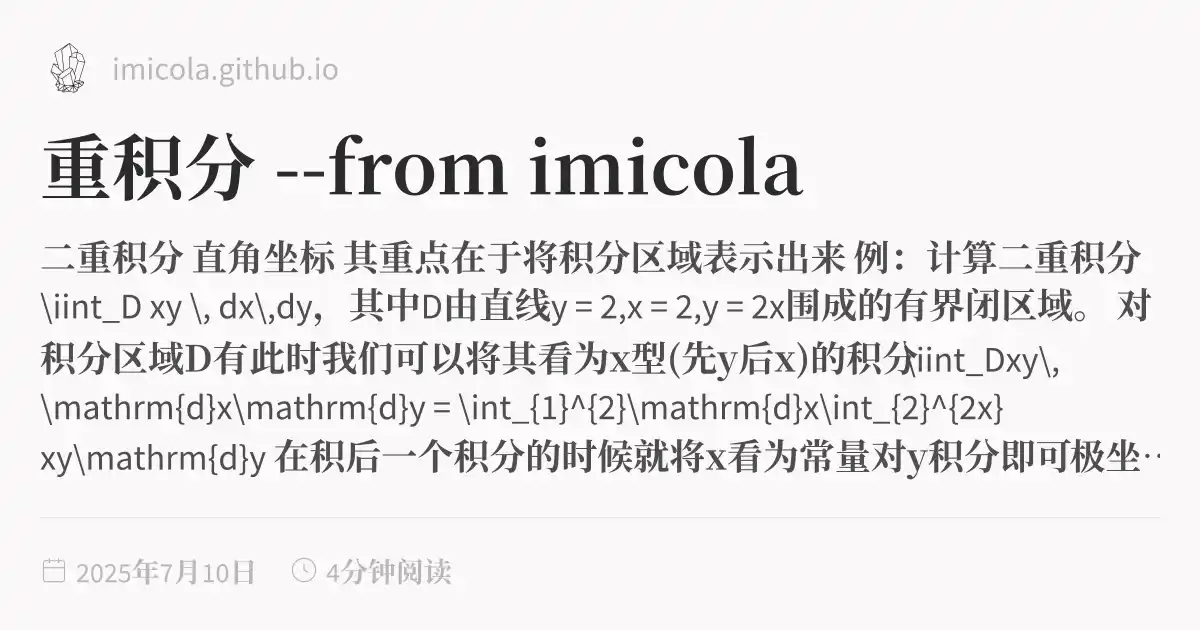 imicola.github.io
重积分 --from imicola
二重积分 直角坐标 其重点在于将积分区域表示出来 例：计算二重积分
\iint_D xy \, dx\,dy，其中D由直线y = 2,x = 2,y = 2x围成的有界闭区域。 对
积分区域D有此时我们可以将其看为x型(先y后x)的积分\iint_Dxy\,
\mathrm{d}x\mathrm{d}y = \int_{1}^{2}\mathrm{d}x\int_{2}^{2x}
xy\mathrm{d}y 在积后一个积分的时候就将x看为常量对y积分即可极坐…
2025年7月10日 4分钟阅读